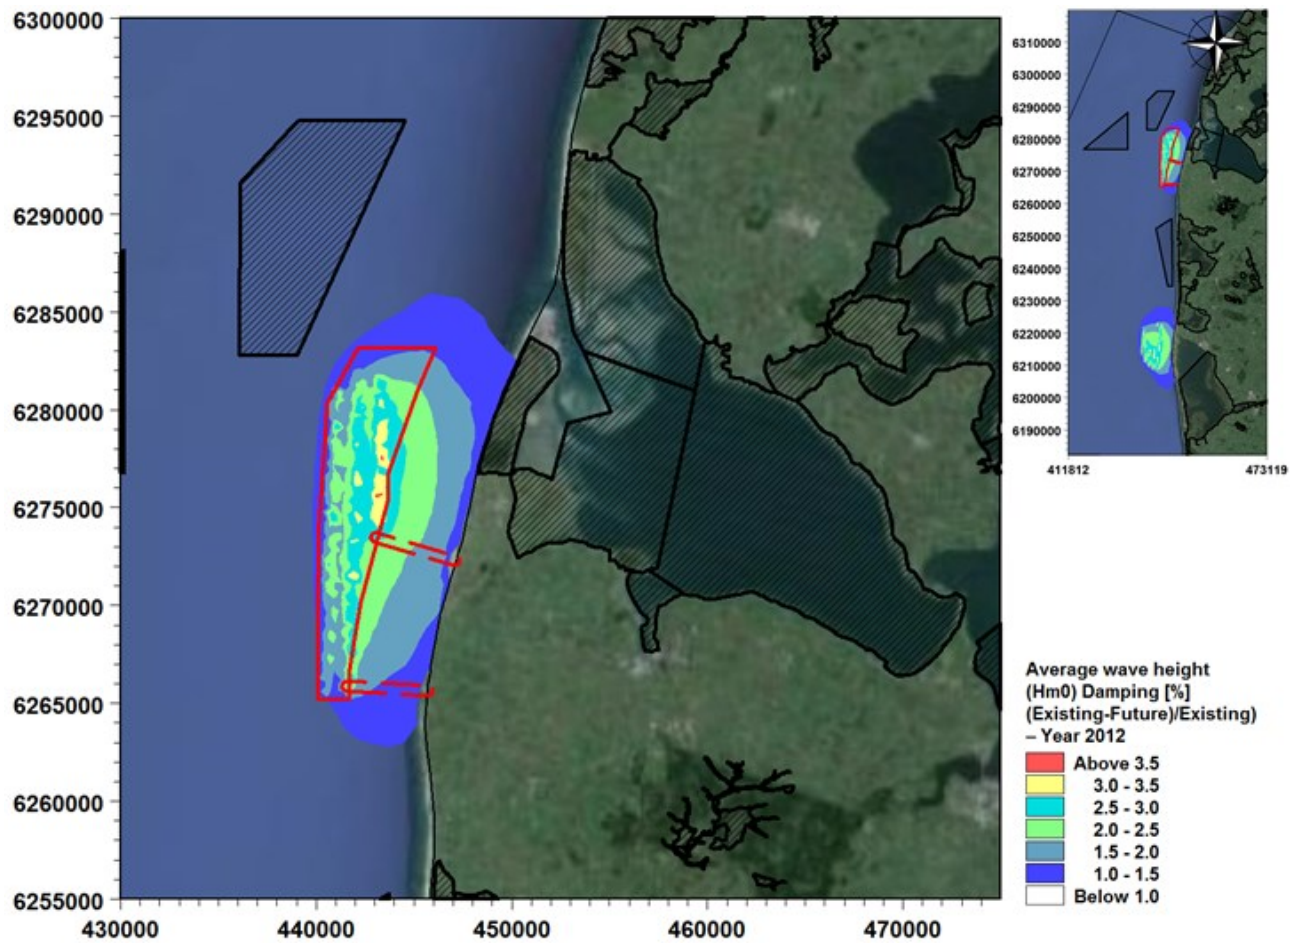 6300000
6295000
6290000
6285000
6280000
6275000
6270000
6265000
6260000
6255000
430000 440000 450000 460000 470000
6310000
6300000
6290000
6280000
6270000
6260000
6250000
6240000
6230000
6220000
6210000
6200000
6190000
411812 473119
Average wave height
(Hm0) Damping [%]
(Existing-Future)/Existing)
– Year 2012
Above 3.5
3.0 - 3.5
2.5 - 3.0
2.0 - 2.5
1.5 - 2.0
1.0 - 1.5
Below 1.0